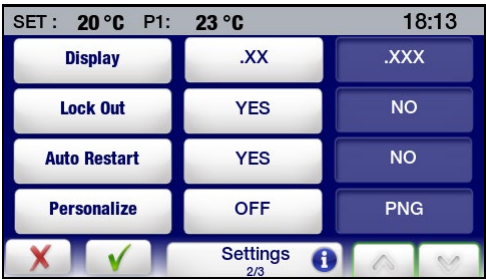 SET : 20 °C P1: 23 °C 18:13
Display .XX .XXX
Lock Out YES NO
Auto Restart YES NO
Personalize OFF PNG
Settings i
2/3